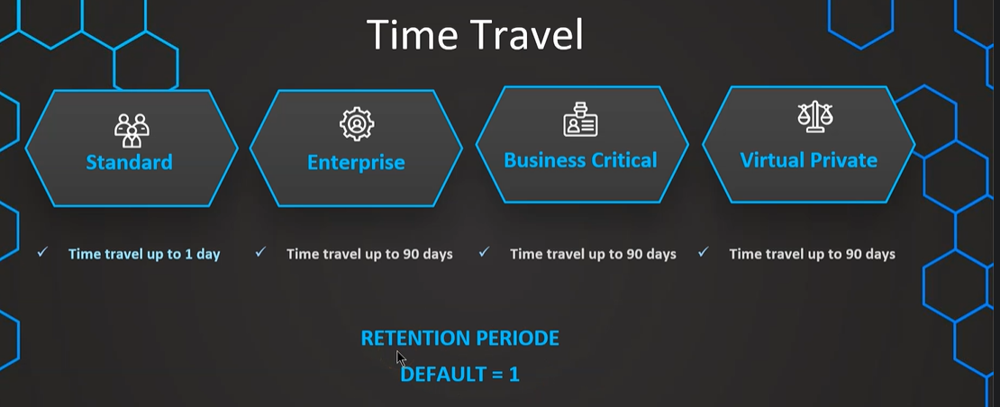 Time Travel
Standard
Enterprise
Business Critical
Virtual Private
Time travel up to 1 day
Time travel up to 90 days
Time travel up to 90 days
Time travel up to 90 days
RETENTION PERIODE
DEFAULT = 1